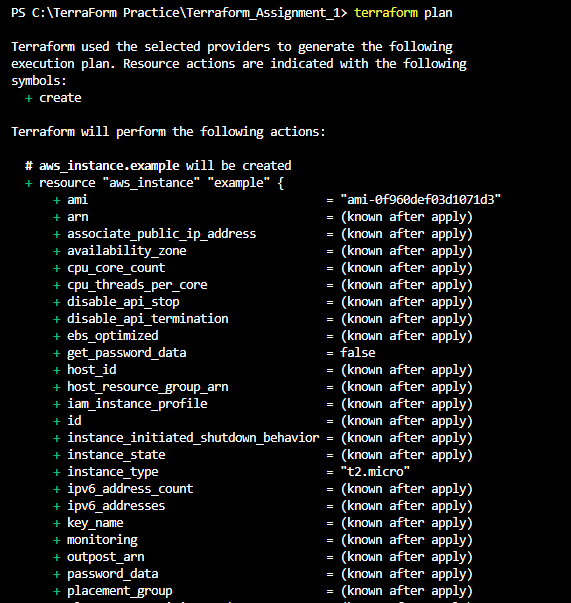 PS C:\TerraForm Practice\Terraform_Assignment_1> terraform plan
Terraform used the selected providers to generate the following
execution plan. Resource actions are indicated with the following
symbols:
+ create
Terraform will perform the following actions:
# aws_instance.example will be created
+ resource "aws_instance" "example" {
+ ami = "ami-0f960def03d1071d3"
+ arn = (known after apply)
+ associate_public_ip_address = (known after apply)
+ availability_zone = (known after apply)
+ cpu_core_count = (known after apply)
+ cpu_threads_per_core = (known after apply)
+ disable_api_stop = (known after apply)
+ disable_api_termination = (known after apply)
+ ebs_optimized = (known after apply)
+ get_password_data = false
+ host_id = (known after apply)
+ host_resource_group_arn = (known after apply)
+ iam_instance_profile = (known after apply)
+ id = (known after apply)
+ instance_initiated_shutdown_behavior = (known after apply)
+ instance_state = (known after apply)
+ instance_type = "t2.micro"
+ ipv6_address_count = (known after apply)
+ ipv6_addresses = (known after apply)
+ key_name = (known after apply)
+ monitoring = (known after apply)
+ outpost_arn = (known after apply)
+ password_data = (known after apply)
+ placement_group = (known after apply)